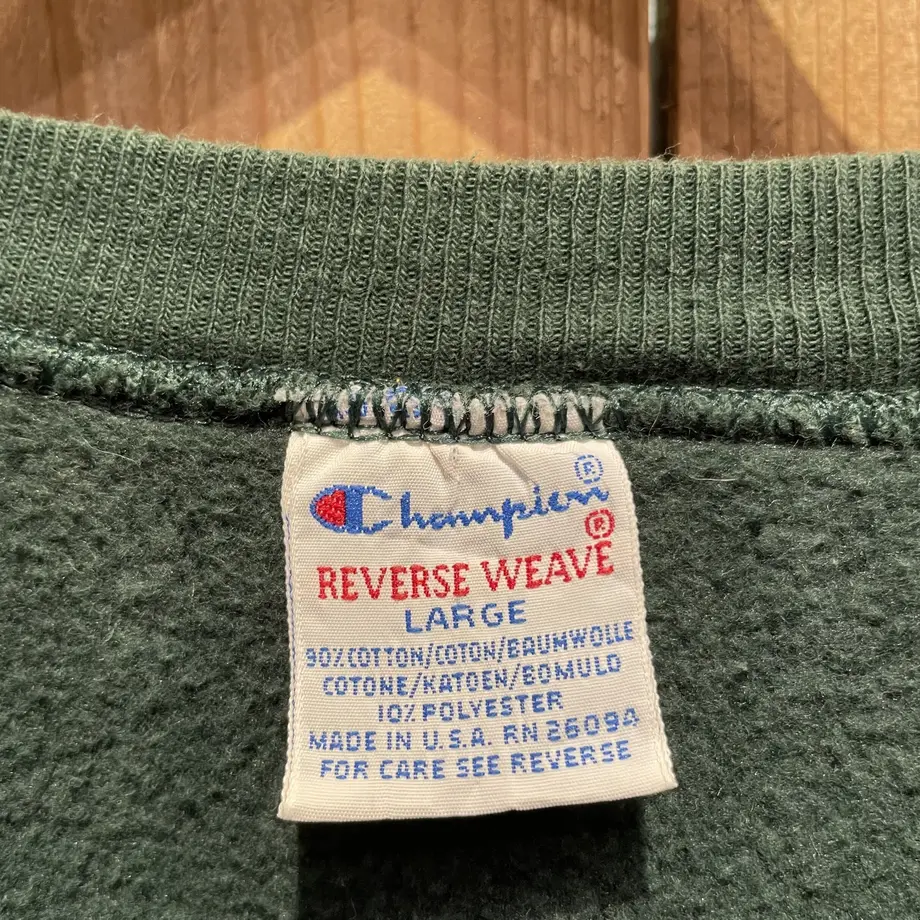 Champion®
REVERSE WEAVE®
LARGE
90% COTTON/COTON/BAUMWOLLE
COTONE/KATOEN/BOMULD
10% POLYESTER
MADE IN U.S.A. RN 26094
FOR CARE SEE REVERSE